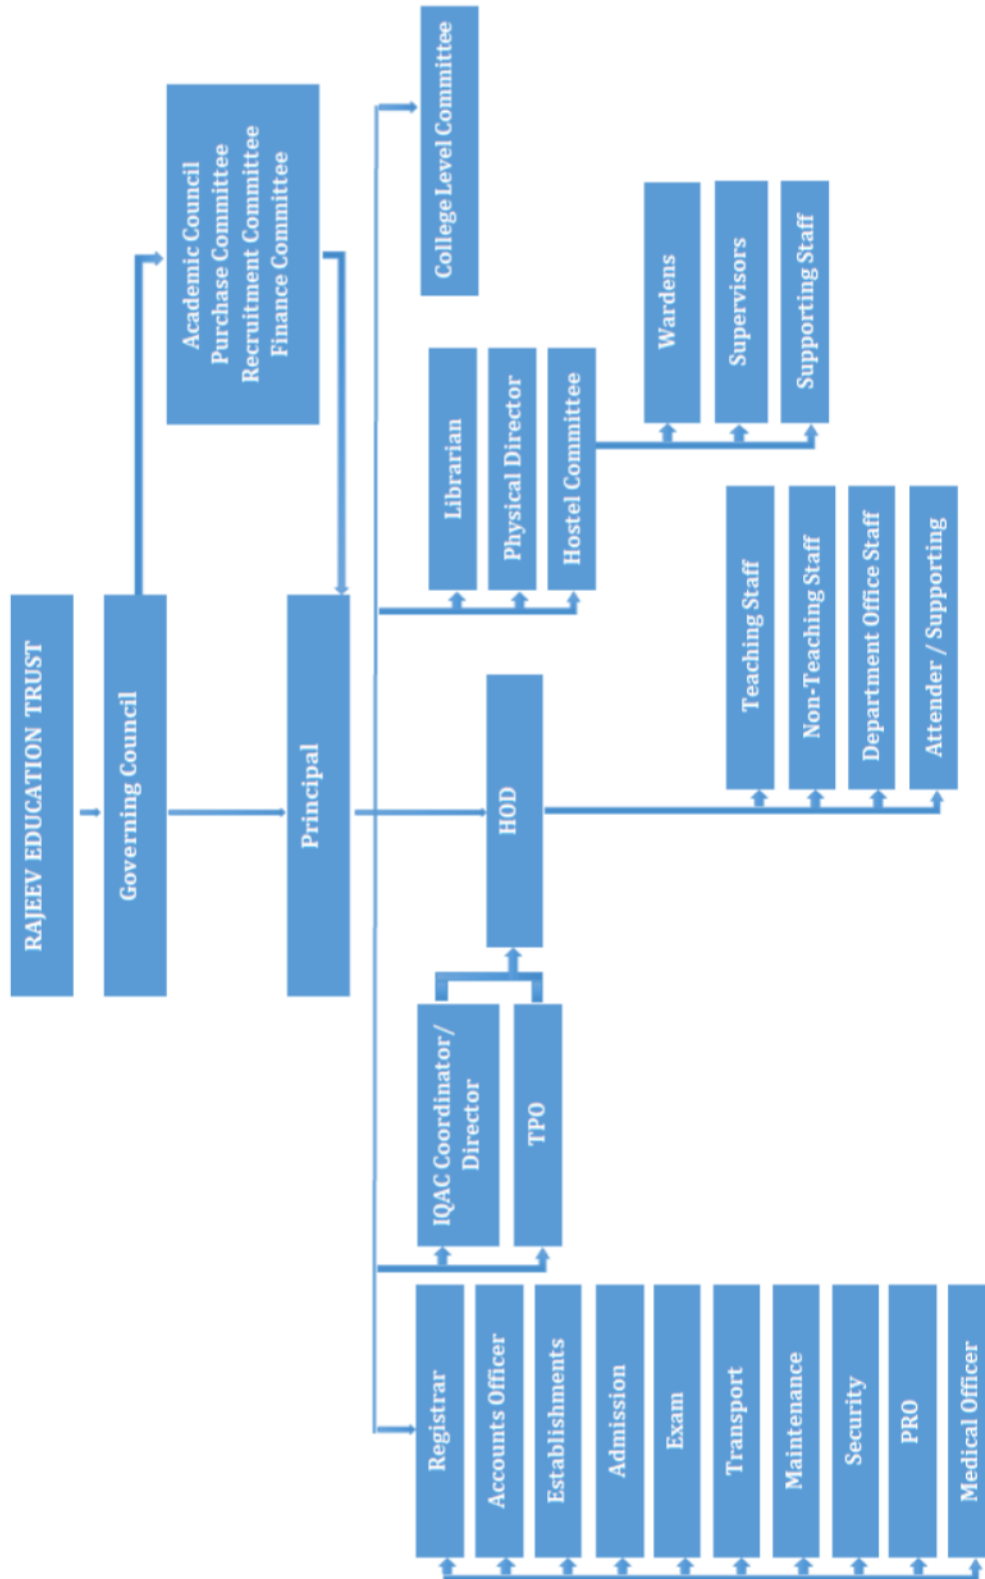 RAJEEV EDUCATION TRUST
Governing Council
Academic Council
Purchase Committee
Recruitment Committee
Finance Committee
Principal
Registrar
Accounts Officer
Establishments
Admission
Exam
Transport
Maintenance
Security
PRO
Medical Officer
IQAC Coordinator/
Director
TPO
HOD
Teaching Staff
Non-Teaching Staff
Department Office Staff
Attender / Supporting
Librarian
Physical Director
Hostel Committee
Wardens
Supervisors
Supporting Staff
College Level Committee